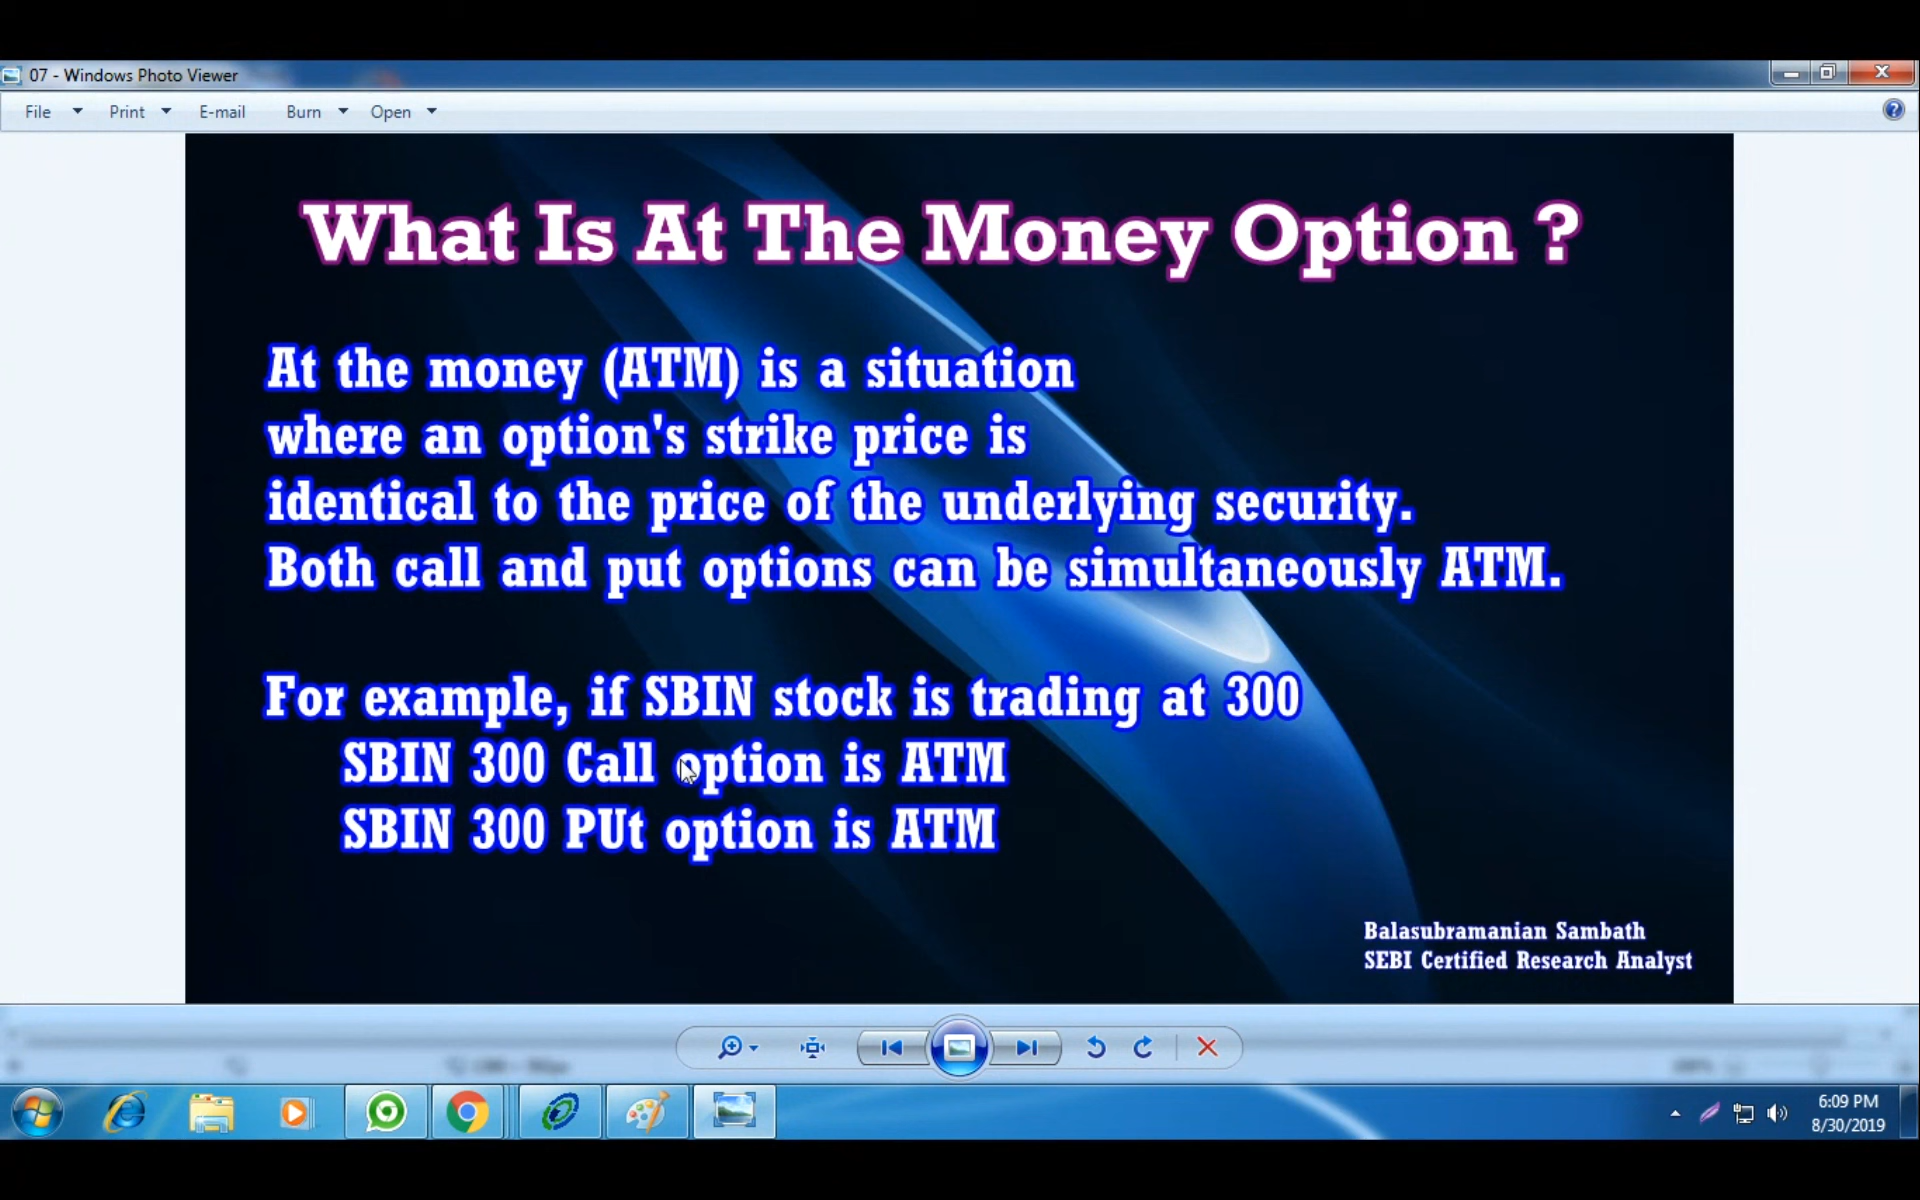 07 - Windows Photo Viewer
File Print E-mail Burn Open
What Is At The Money Option ?
At the money (ATM) is a situation
where an option's strike price is
identical to the price of the underlying security.
Both call and put options can be simultaneously ATM.
For example, if SBIN stock is trading at 300
SBIN 300 Call option is ATM
SBIN 300 PUt option is ATM
Balasubramanian Sambath
SEBI Certified Research Analyst
6:09 PM
8/30/2019